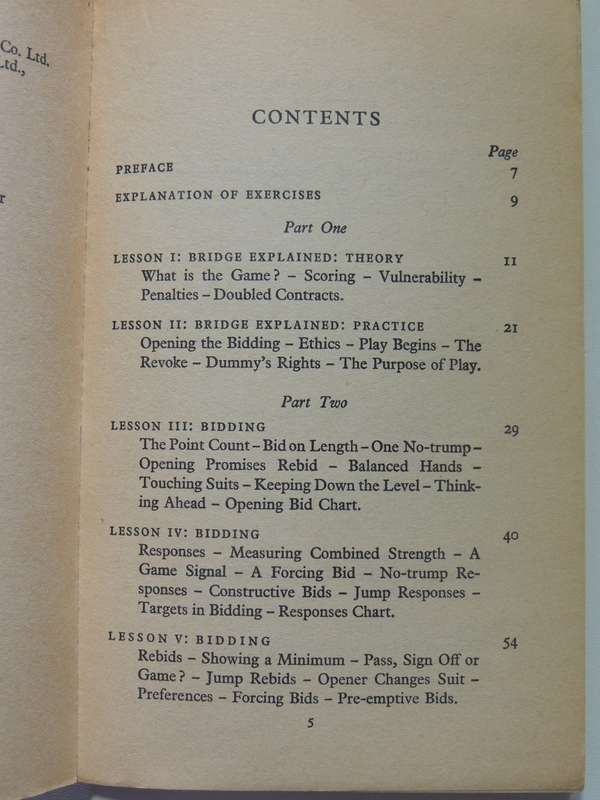 Co. Ltd.
Ltd.,
r
CONTENTS
Page
PREFACE 7
EXPLANATION OF EXERCISES 9
Part One
LESSON I: BRIDGE EXPLAINED: THEORY 11
What is the Game? – Scoring – Vulnerability –
Penalties – Doubled Contracts.
LESSON II: BRIDGE EXPLAINED: PRACTICE 21
Opening the Bidding – Ethics – Play Begins – The
Revoke – Dummy's Rights – The Purpose of Play.
Part Two
LESSON III: BIDDING 29
The Point Count – Bid on Length – One No-trump –
Opening Promises Rebid – Balanced Hands –
Touching Suits – Keeping Down the Level – Think-
ing Ahead – Opening Bid Chart.
LESSON IV: BIDDING 40
Responses – Measuring Combined Strength – A
Game Signal – A Forcing Bid – No-trump Re-
sponses – Constructive Bids – Jump Responses –
Targets in Bidding – Responses Chart.
LESSON V: BIDDING 54
Rebids – Showing a Minimum – Pass, Sign Off or
Game? – Jump Rebids – Opener Changes Suit –
Preferences – Forcing Bids – Pre-emptive Bids.
5